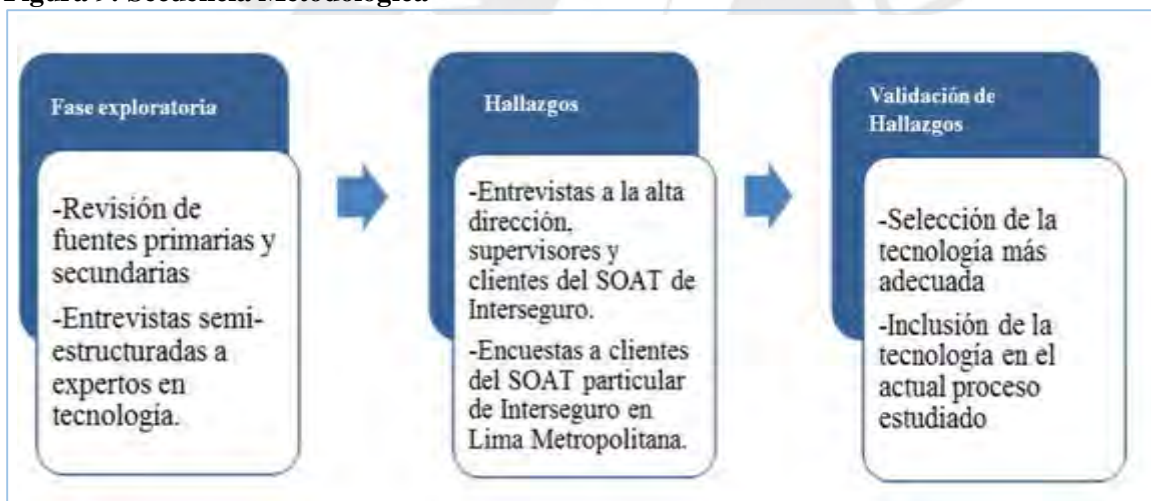 Figura 9: Secuencia Metodológica
Fase exploratoria
-Revisión de
fuentes primarias y
secundarias
-Entrevistas semi-
estructuradas a
expertos en
tecnología.
Hallazgos
-Entrevistas a la alta
dirección,
supervisores y
clientes del SOAT de
Interseguro.
-Encuestas a clientes
del SOAT particular
de Interseguro en
Lima Metropolitana.
Validación de
Hallazgos
-Selección de la
tecnología más
adecuada
-Inclusión de la
tecnología en el
actual proceso
estudiado